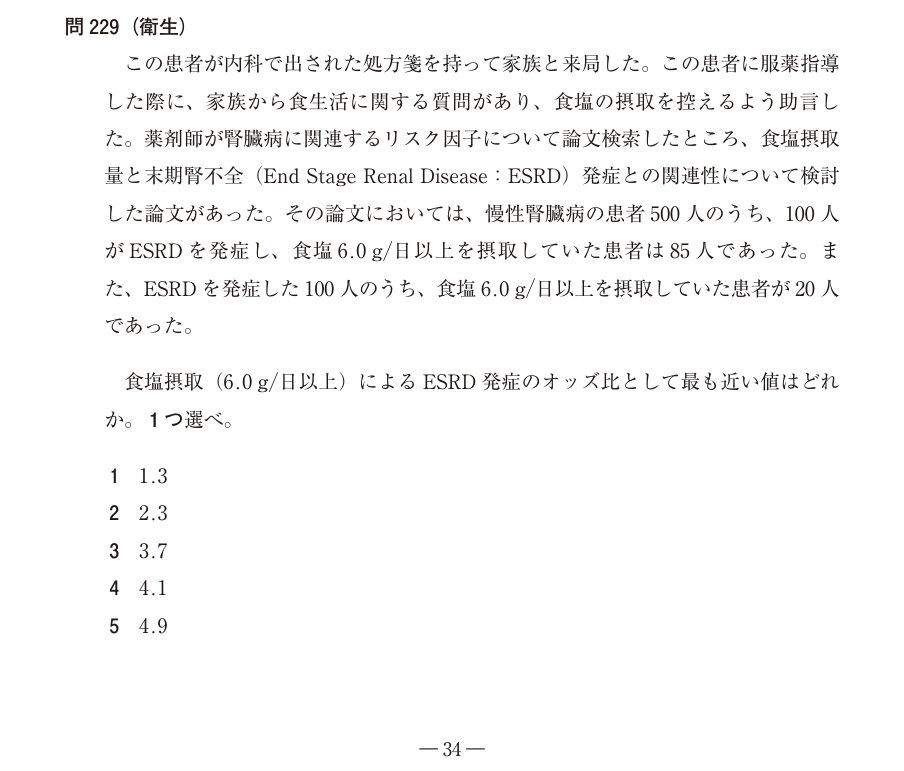 問 229（衛生）
この患者が内科で出された処方箋を持って家族と来局した。この患者に服薬指導
した際に、家族から食生活に関する質問があり、食塩の摂取を控えるよう助言し
た。薬剤師が腎臓病に関連するリスク因子について論文検索したところ、食塩摂取
量と末期腎不全（End Stage Renal Disease：ESRD）発症との関連性について検討
した論文があった。その論文においては、慢性腎臓病の患者 500 人のうち、100 人
が ESRD を発症し、食塩 6.0 g/日以上を摂取していた患者は 85 人であった。ま
た、ESRD を発症した 100 人のうち、食塩 6.0 g/日以上を摂取していた患者が 20 人
であった。
食塩摂取（6.0 g/日以上）による ESRD 発症のオッズ比として最も近い値はどれ
か。1つ選べ。
1 1.3
2 2.3
3 3.7
4 4.1
5 4.9
― 34 ―